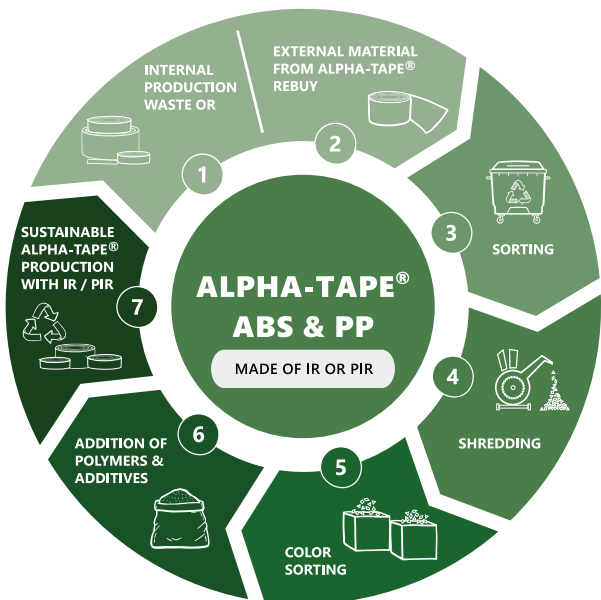 INTERNAL
PRODUCTION
WASTE OR
1
EXTERNAL MATERIAL
FROM ALPHA-TAPE®
REBUY
2
3
SORTING
4
SHREDDING
5
COLOR
SORTING
6
ADDITION OF
POLYMERS &
ADDITIVES
SUSTAINABLE
ALPHA-TAPE®
PRODUCTION
WITH IR / PIR
7
ALPHA-TAPE®
ABS & PP
MADE OF IR OR PIR